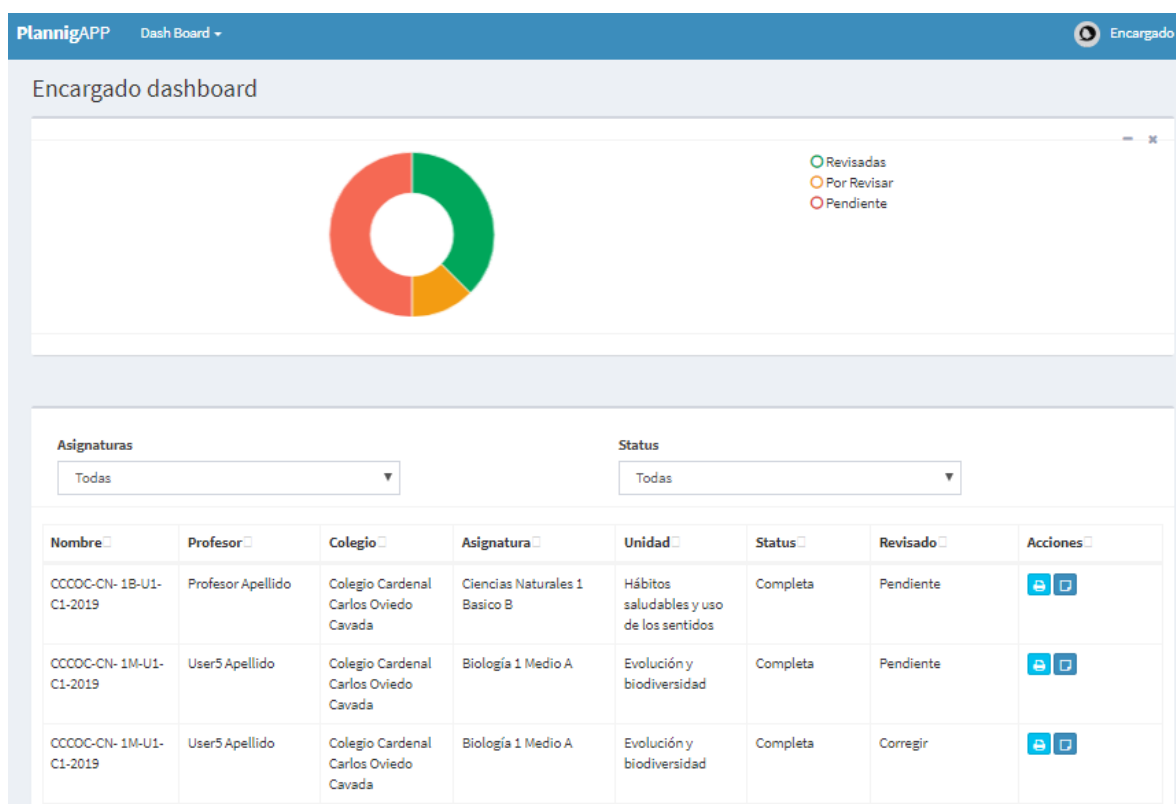 PlannigAPP Dash Board Encargado
Encargado dashboard
Revisadas
Por Revisar
Pendiente
Asignaturas Status
Todas Todas
Nombre Profesor Colegio Asignatura Unidad Status Revisado Acciones
CCCOC-CN- 1B-U1- Profesor Apellido Colegio Cardenal Ciencias Naturales 1 Hábitos Completa Pendiente
C1-2019 Carlos Oviedo Basico B saludables y uso
Cavada de los sentidos
CCCOC-CN- 1M-U1- User5 Apellido Colegio Cardenal Biología 1 Medio A Evolución y Completa Pendiente
C1-2019 Carlos Oviedo biodiversidad
Cavada
CCCOC-CN- 1M-U1- User5 Apellido Colegio Cardenal Biología 1 Medio A Evolución y Completa Corregir
C1-2019 Carlos Oviedo biodiversidad
Cavada